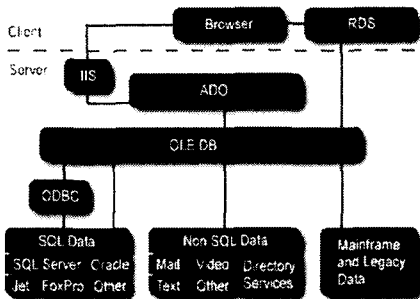 Browser
RDS
Client
Server
IIS
ADO
OLE DB
ODBC
SQL Data
SQL Server Oracle
Jet FoxPro Other
Non SQL Data
Mail Video Directory
Text Other Services
Mainframe
and Legacy
Data